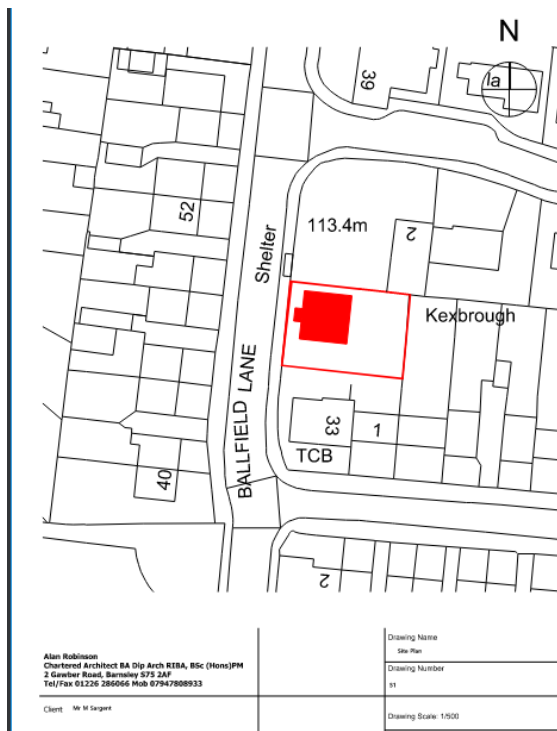 N
39
la
52
Shelter
113.4m
2
Kexbrough
BALLFIELD LANE
33
1
TCB
40
2
Alan Robinson
Chartered Architect BA Dip Arch RIBA, BSc (Hons)PM
2 Gawber Road, Barnsley S75 2AF
Tel/Fax 01226 286066 Mob 07947808933
Client Mr M Sargent
Drawing Name
Site Plan
Drawing Number
S1
Drawing Scale: 1/500